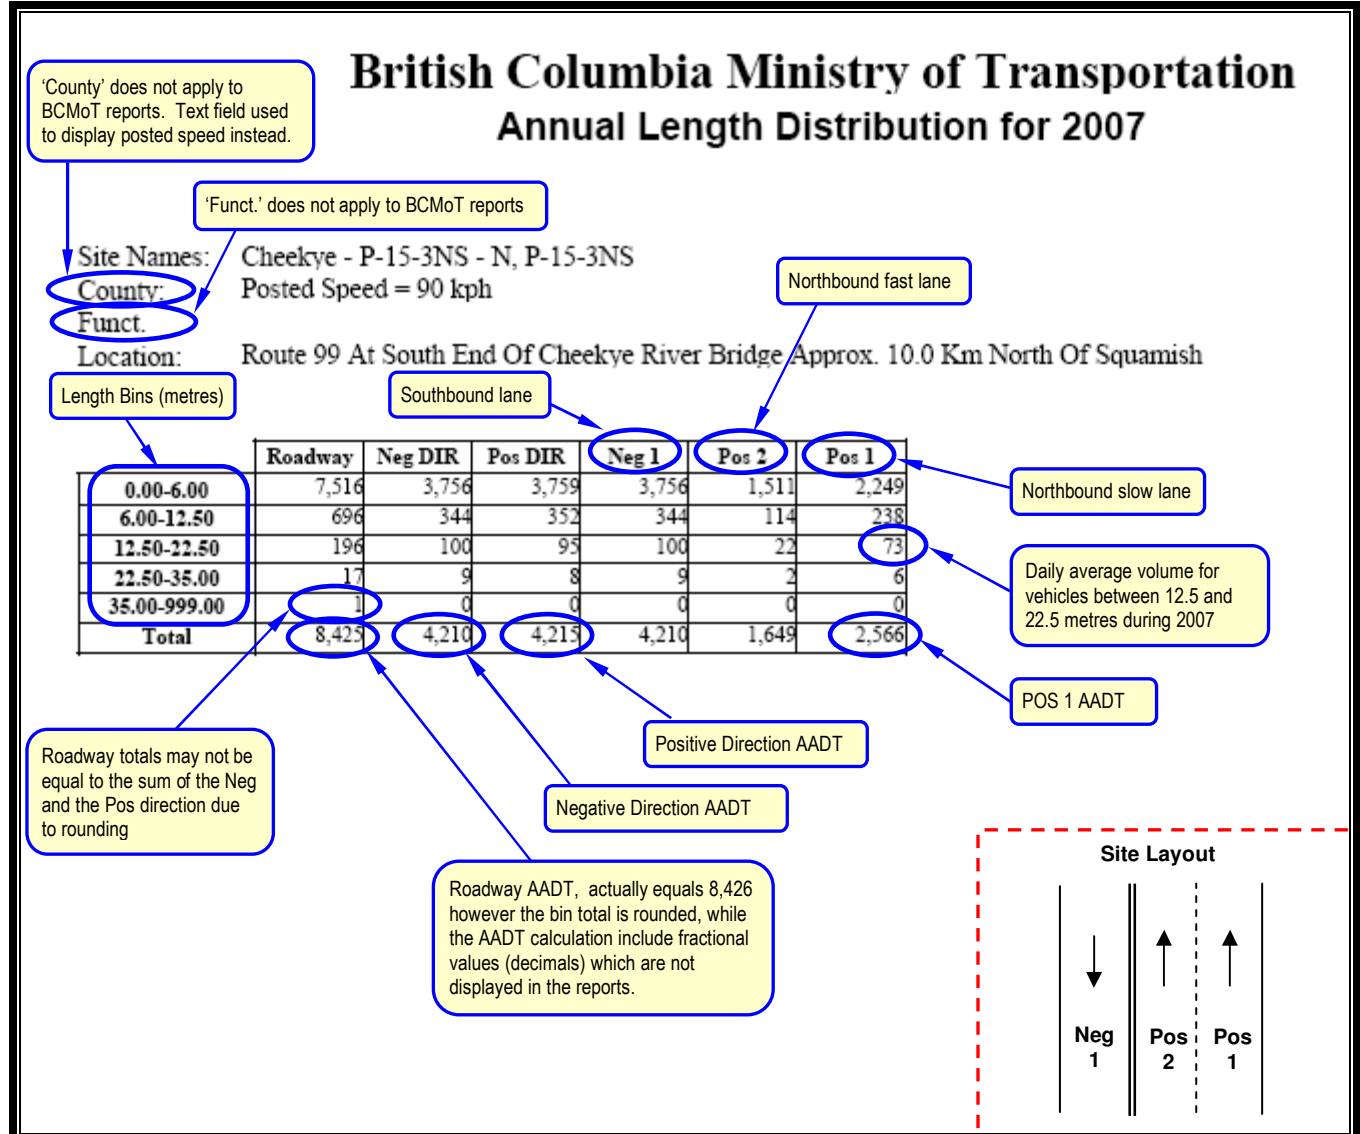 British Columbia Ministry of Transportation
Annual Length Distribution for 2007
‘County’ does not apply to
BCMoT reports.  Text field used
to display posted speed instead.
‘Funct.’ does not apply to BCMoT reports
Site Names: Cheekye - P-15-3NS - N, P-15-3NS
County: Posted Speed = 90 kph
Funct.
Location: Route 99 At South End Of Cheekye River Bridge Approx. 10.0 Km North Of Squamish
Northbound fast lane
Length Bins (metres)
Southbound lane
Northbound slow lane
Roadway Neg DIR Pos DIR Neg 1 Pos 2 Pos 1
0.00-6.00 7,516 3,756 3,759 3,756 1,511 2,249
6.00-12.50 696 344 352 344 114 238
12.50-22.50 196 100 95 100 22 73
22.50-35.00 17 9 8 9 2 6
35.00-999.00 1 0 0 0 0 0
Total 8,425 4,210 4,215 4,210 1,649 2,566
Daily average volume for
vehicles between 12.5 and
22.5 metres during 2007
POS 1 AADT
Positive Direction AADT
Negative Direction AADT
Roadway totals may not be
equal to the sum of the Neg
and the Pos direction due
to rounding
Roadway AADT,  actually equals 8,426
however the bin total is rounded, while
the AADT calculation include fractional
values (decimals) which are not
displayed in the reports.
Site Layout
Neg Pos Pos
1 2 1